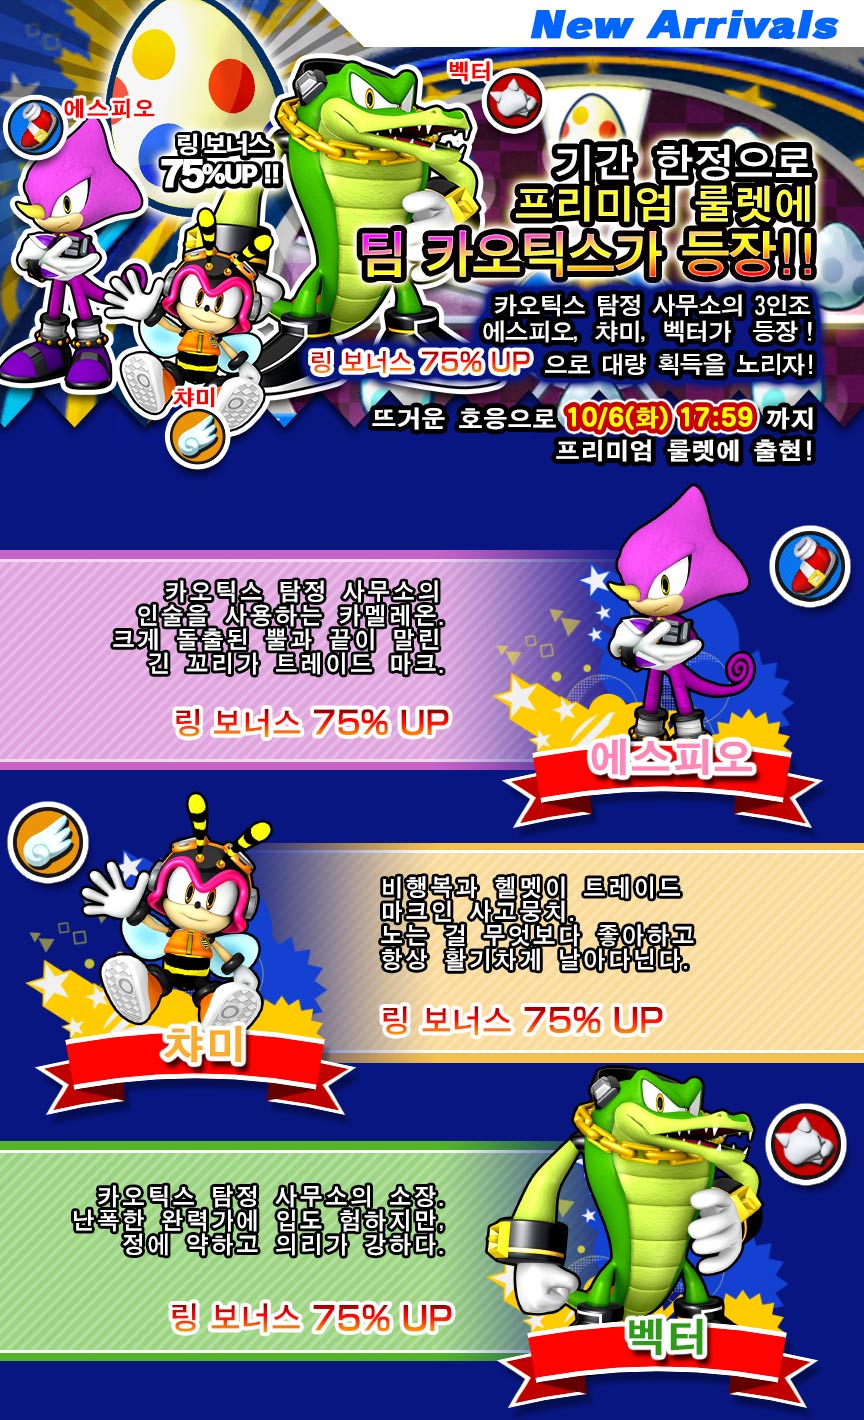 New Arrivals
벡터
에스피오
링 보너스
75%UP !!
챠미
기간 한정으로
프리미엄 룰렛에
팀 카오틱스가 등장!!
카오틱스 탐정 사무소의 3인조
에스피오, 챠미, 벡터가 등장!
링 보너스 75% UP 으로 대량 획득을 노리자!
뜨거운 호응으로 10/6(화) 17:59 까지
프리미엄 룰렛에 출현!
카오틱스 탐정 사무소의
인술을 사용하는 카멜레온.
크게 돌출된 뿔과 끝이 말린
긴 꼬리가 트레이드 마크.
링 보너스 75% UP
에스피오
비행복과 헬멧이 트레이드
마크인 사고뭉치.
노는 걸 무엇보다 좋아하고
항상 활기차게 날아다닌다.
링 보너스 75% UP
챠미
카오틱스 탐정 사무소의 소장.
난폭한 완력가에 입도 험하지만,
정에 약하고 의리가 강하다.
링 보너스 75% UP
벡터